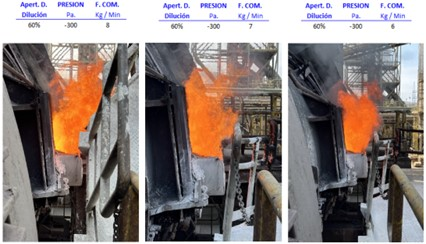 Apert. D. PRESION F. COM.
Dilución Pa. Kg / Min
60% -300 8
Apert. D. PRESION F. COM.
Dilución Pa. Kg / Min
60% -300 7
Apert. D. PRESION F. COM.
Dilución Pa. Kg / Min
60% -300 6